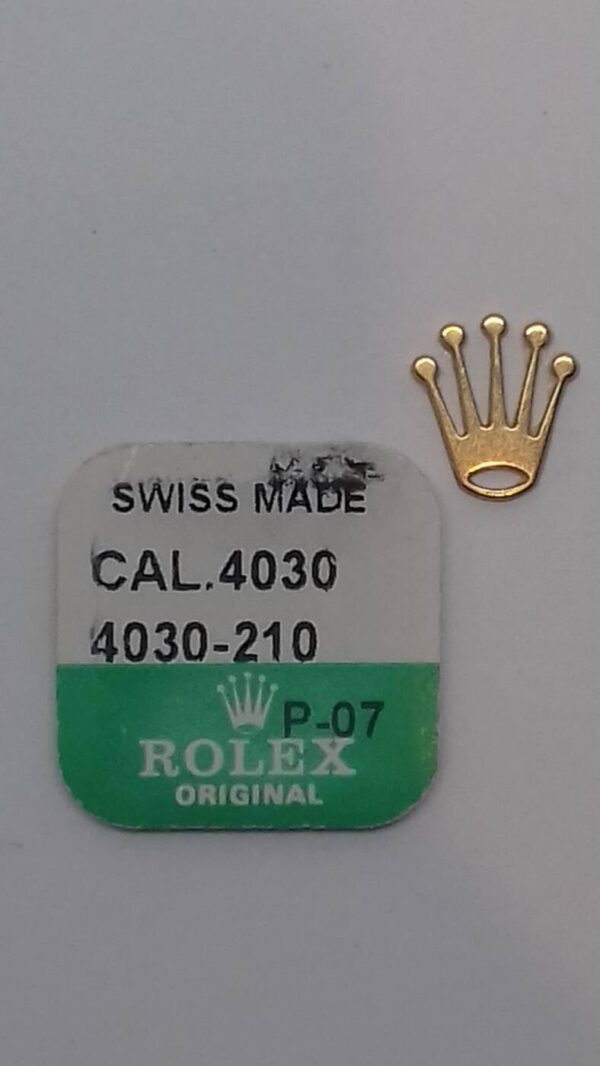 SWISS MADE
CAL.4030
4030-210
P-07
ROLEX
ORIGINAL